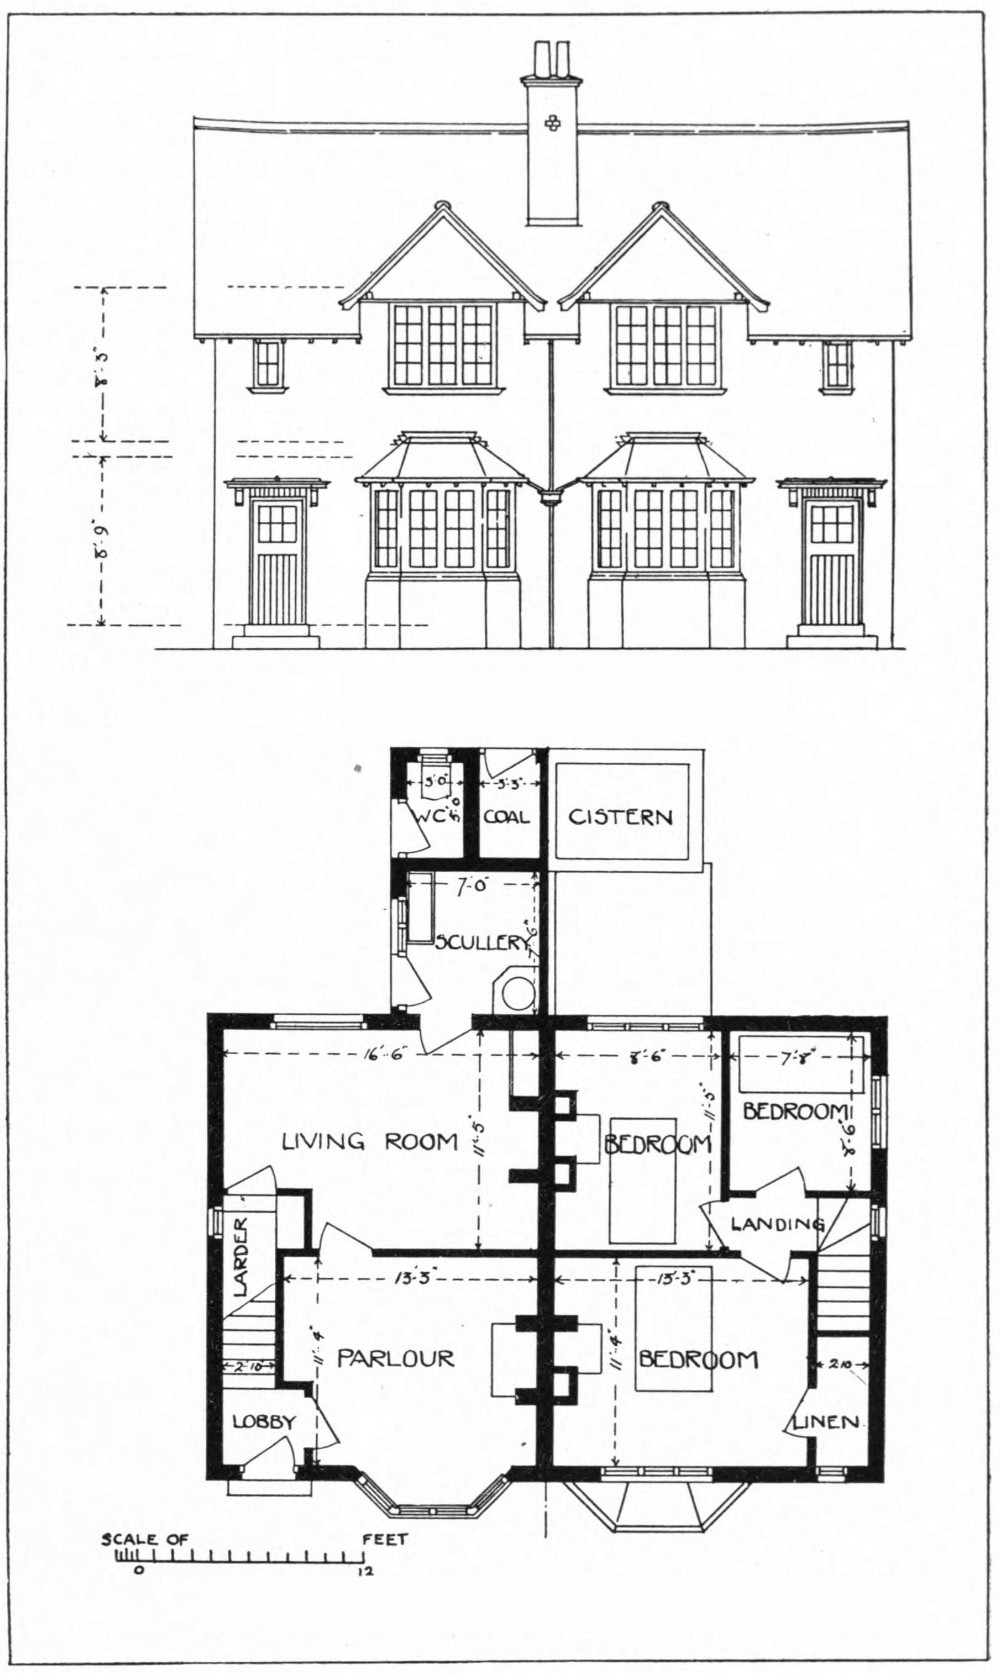 8'·3"
8'·9"
3'·0"
W.C.
5'·0
3'·3"
COAL
CISTERN
7'·0"
SCULLERY
7'·6"
16'·6"
LIVING ROOM
11'·5"
8'·6"
BEDROOM
11'·5"
7'·8"
BEDROOM
8'·6"
LARDER
LANDING
13'·3"
PARLOUR
11'·4"
2'·10"
LOBBY
13'·3"
BEDROOM
11'·4"
2·10
LINEN
SCALE OF FEET
0 12